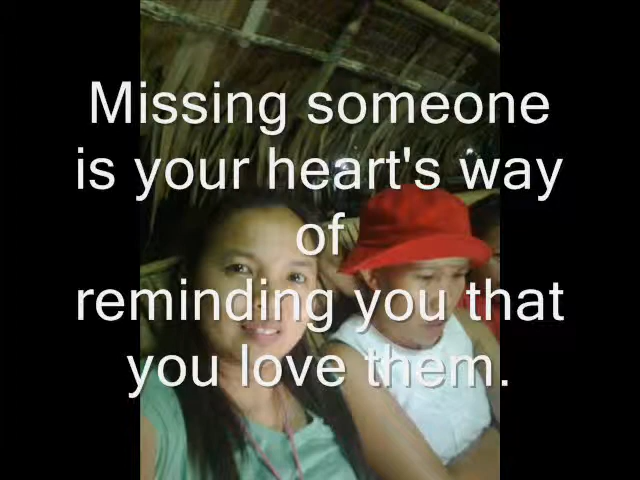 Missing someone
is your heart's way
of
reminding you that
you love them.